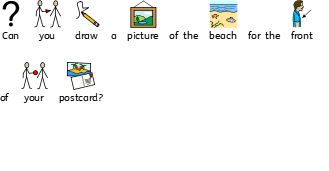 Can you draw a picture of the beach for the front
of your postcard?